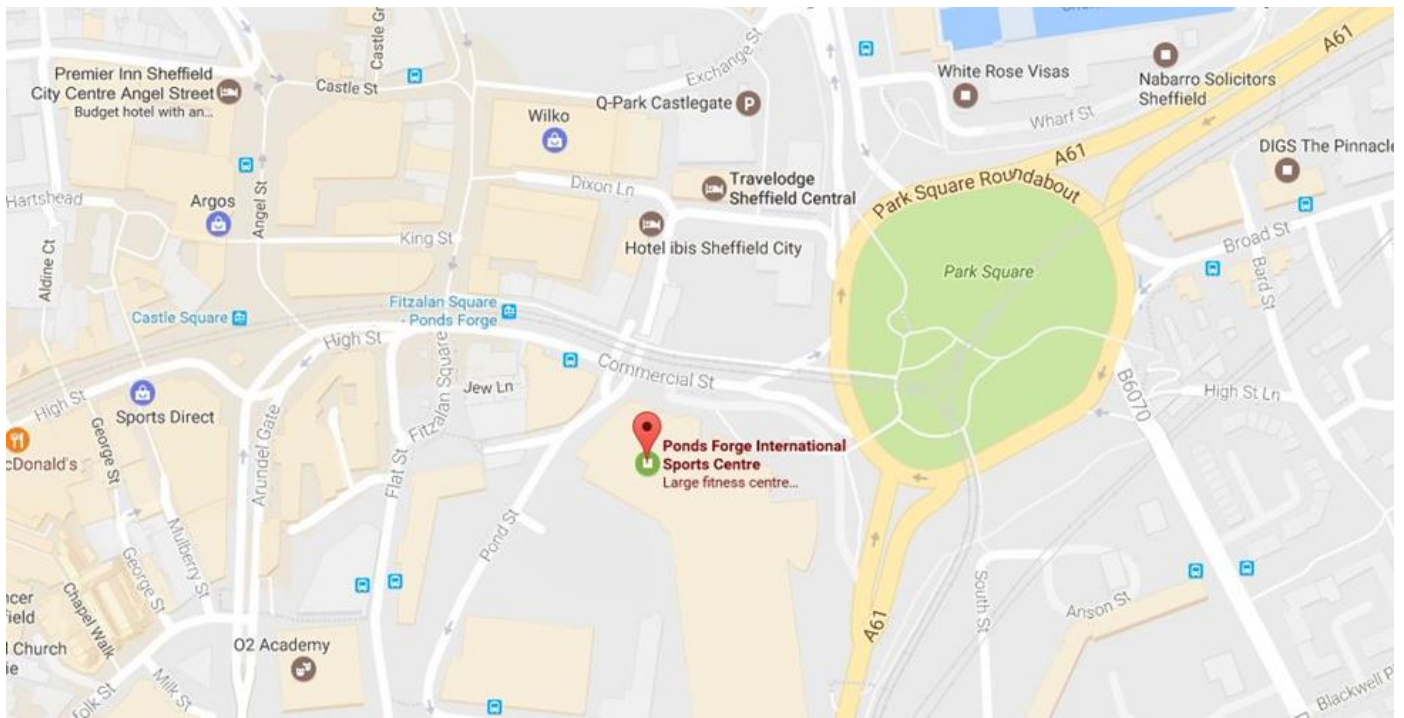 Castle Gr
A61
Exchange St
Premier Inn Sheffield
City Centre Angel Street
Budget hotel with an...
Castle St
White Rose Visas
Nabarro Solicitors
Sheffield
Q-Park Castlegate
P
Wilko
Wharf St
A61
DIGS The Pinnacle
Travelodge
Sheffield Central
Dixon Ln
Park Square Roundabout
Hartshead
Argos
Angel St
King St
Hotel ibis Sheffield City
Broad St
Bard St
Aldine Ct
Park Square
Castle Square
Fitzalan Square
- Ponds Forge
High St
Commercial St
Fitzalan Square
Jew Ln
B6070
High St Ln
High St
Sports Direct
George St
Arundel Gate
Flat St
cDonald's
Ponds Forge International
Sports Centre
Large fitness centre...
Pond St
Mulberry St
George St
Chapel Walk
South St
Anson St
A61
ncer
field
l Church
ie
O2 Academy
folk St
Milk St
Blackwell P